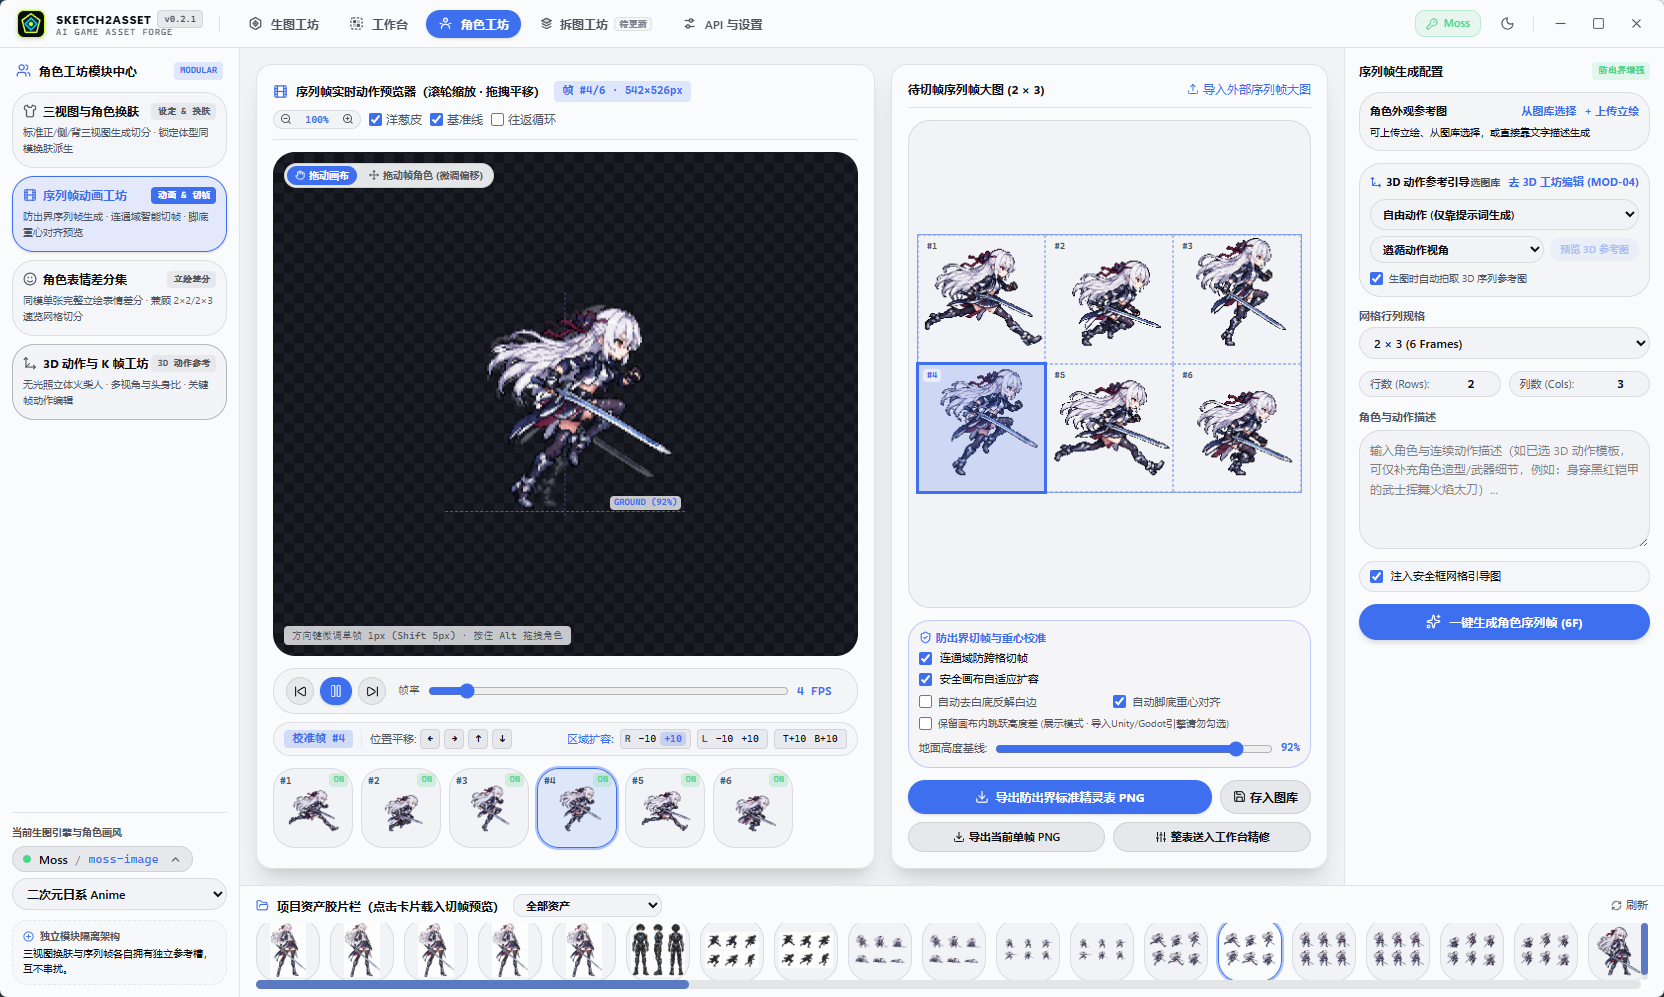 SKETCH2ASSET v0.2.1
AI GAME ASSET FORGE
生图工坊
工作台
角色工坊
拆图工坊 待更新
API 与设置
Moss
角色工坊模块中心 MODULAR
三视图与角色换肤 设定 & 换肤
标准正/侧/背三视图生成切分 · 锁定体型同
模换肤派生
序列帧动画工坊 动画 & 切帧
防出界序列帧生成 · 连通域智能切帧 · 脚底
重心对齐预览
角色表情差分集 立绘差分
同模单张完整立绘表情差分 · 兼顾 2×2/2×3
速览网格切分
3D 动作与 K 帧工坊 3D 动作参考
无光照立体火柴人 · 多视角与头身比 · 关键
帧动作编辑
当前生图引擎与角色画风
Moss / moss-image
二次元日系 Anime
独立模块隔离架构
三视图换肤与序列帧各自拥有独立参考槽，
互不串扰。
序列帧实时动作预览器（滚轮缩放 · 拖拽平移） 帧 #4/6 · 542×526px
100% 洋葱皮 基准线 往返循环
拖动画布 拖动帧角色 (微调偏移)
GROUND (92%)
方向键微调单帧 1px (Shift 5px) · 按住 Alt 拖拽角色
帧率 4 FPS
校准帧 #4 位置平移: ← → ↑ ↓ 区域扩容: R -10 +10 L -10 +10 T+10 B+10
#1 ON #2 ON #3 ON #4 ON #5 ON #6 ON
待切帧序列帧大图 (2 × 3) 导入外部序列帧大图
#1 #2 #3
#4 #5 #6
防出界切帧与重心校准
连通域防跨格切帧
安全画布自适应扩容
自动去白底反解白边 自动脚底重心对齐
保留画布内跳跃高度差 (展示模式 · 导入Unity/Godot引擎请勿勾选)
地面高度基线: 92%
导出防出界标准精灵表 PNG 存入图库
导出当前单帧 PNG 整表送入工作台精修
序列帧生成配置 防出界增强
角色外观参考图 从图库选择 + 上传立绘
可上传立绘、从图库选择，或直接靠文字描述生成
3D 动作参考引导 选图库 去 3D 工坊编辑 (MOD-04)
自由动作 (仅靠提示词生成)
遵循动作视角 预览 3D 参考图
生图时自动拍取 3D 序列参考图
网格行列规格
2 × 3 (6 Frames)
行数 (Rows): 2 列数 (Cols): 3
角色与动作描述
输入角色与连续动作描述（如已选 3D 动作模板，
可仅补充角色造型/武器细节，例如：身穿黑红铠甲
的武士挥舞火焰太刀）...
注入安全框网格引导图
一键生成角色序列帧 (6F)
项目资产胶片栏（点击卡片载入切帧预览） 全部资产 刷新